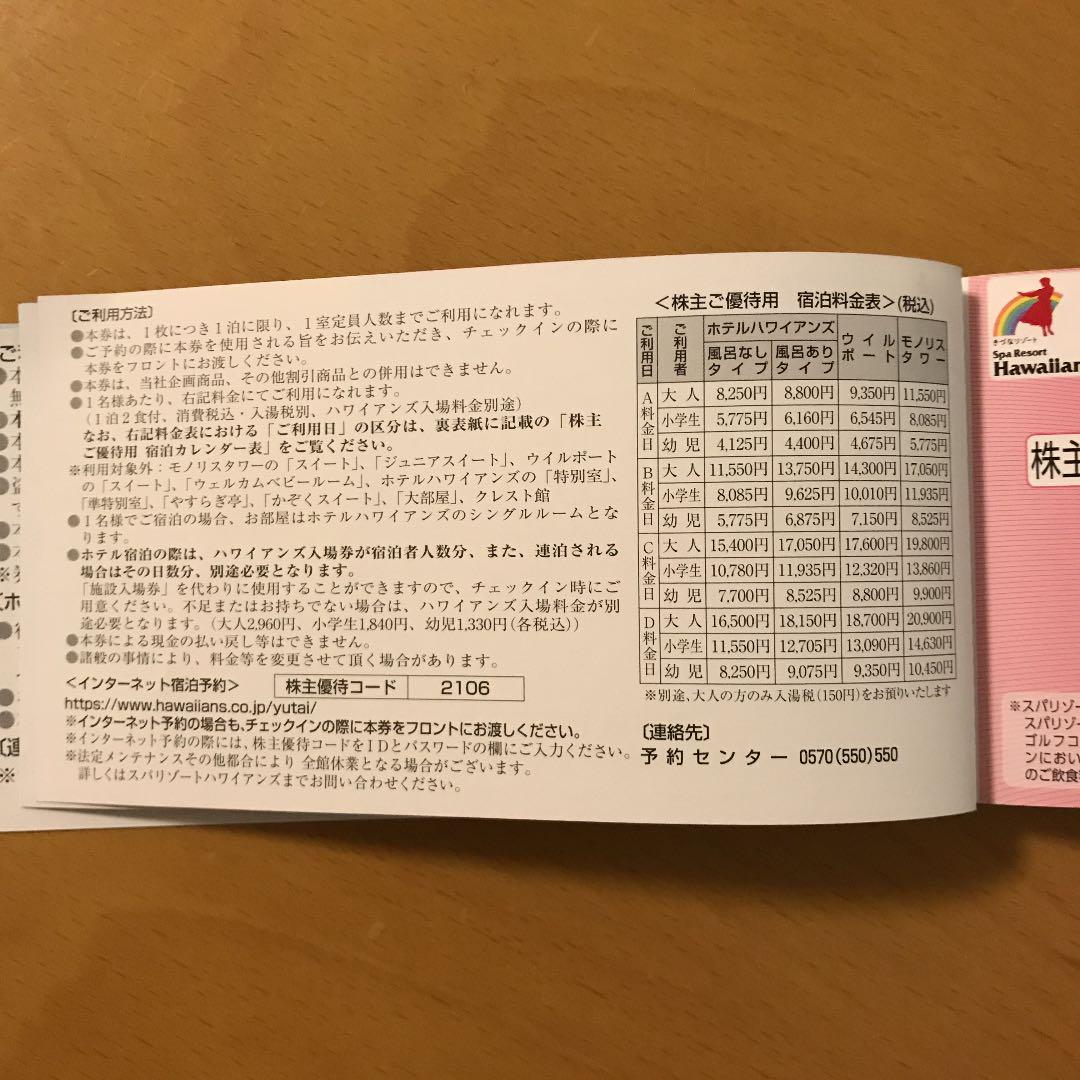 〔ご利用方法〕
●本券は、1枚につき1泊に限り、1室定員人数までご利用になれます。
●ご予約の際に本券を使用される旨をお伝えいただき、チェックインの際に
本券をフロントにお渡しください。
●本券は、当社企画商品、その他割引商品との併用はできません。
●1名様あたり、右記料金にてご利用になれます。
(1泊2食付、消費税込・入湯税別、ハワイアンズ入場料金別途)
なお、右記料金表における「ご利用日」の区分は、裏表紙に記載の「株主
ご優待用 宿泊カレンダー表」をご覧ください。
※利用対象外:モノリスタワーの「スイート」、「ジュニアスイート」、ウイルポート
の「スイート」、「ウェルカムベビールーム」、ホテルハワイアンズの「特別室」、
「準特別室」、「やすらぎ亭」、「かぞくスイート」、「大部屋」、クレスト館
●1名様でご宿泊の場合、お部屋はホテルハワイアンズのシングルルームとな
ります。
●ホテル宿泊の際は、ハワイアンズ入場券が宿泊者人数分、また、連泊される
場合はその日数分、別途必要となります。
「施設入場券」を代わりに使用することができますので、チェックイン時にご
用意ください。不足またはお持ちでない場合は、ハワイアンズ入場料金が別
途必要となります。(大人2,960円、小学生1,840円、幼児1,330円(各税込))
●本券による現金の払い戻し等はできません。
●諸般の事情により、料金等を変更させて頂く場合があります。
<インターネット宿泊予約> 株主優待コード 2106
https://www.hawaiians.co.jp/yutai/
※インターネット予約の場合も、チェックインの際に本券をフロントにお渡しください。
※インターネット予約の際には、株主優待コードをIDとパスワードの欄にご入力ください。
※法定メンテナンスその他都合により 全館休業となる場合がございます。
詳しくはスパリゾートハワイアンズまでお問い合わせください。
<株主ご優待用 宿泊料金表>(税込)
ご利用日 ご利用者 ホテルハワイアンズ ウイルポート モノリスタワー
風呂なしタイプ 風呂ありタイプ
A料金日 大人 8,250円 8,800円 9,350円 11,550円
小学生 5,775円 6,160円 6,545円 8,085円
幼児 4,125円 4,400円 4,675円 5,775円
B料金日 大人 11,550円 13,750円 14,300円 17,050円
小学生 8,085円 9,625円 10,010円 11,935円
幼児 5,775円 6,875円 7,150円 8,525円
C料金日 大人 15,400円 17,050円 17,600円 19,800円
小学生 10,780円 11,935円 12,320円 13,860円
幼児 7,700円 8,525円 8,800円 9,900円
D料金日 大人 16,500円 18,150円 18,700円 20,900円
小学生 11,550円 12,705円 13,090円 14,630円
幼児 8,250円 9,075円 9,350円 10,450円
※別途、大人の方のみ入湯税(150円)をお預りいたします
〔連絡先〕
予約センター 0570(550)550
きづなリゾート
Spa Resort
Hawaiian
株主
※スパリゾー
スパリゾー
ゴルフコ
ンにおい
のご飲食